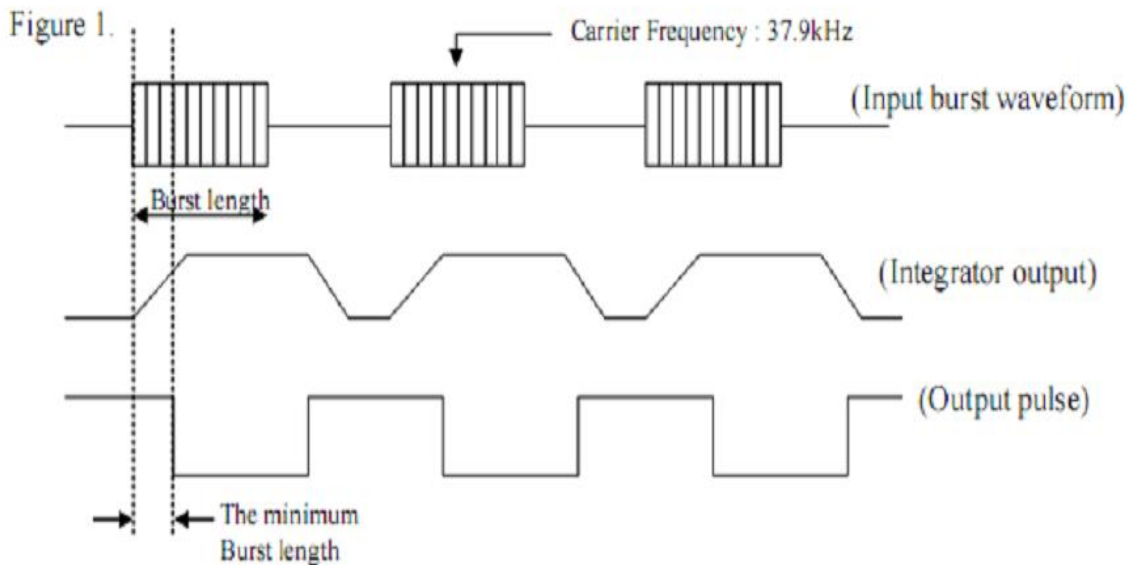 Figure 1.
Carrier Frequency : 37.9kHz
(Input burst waveform)
Burst length
(Integrator output)
(Output pulse)
The minimum
Burst length